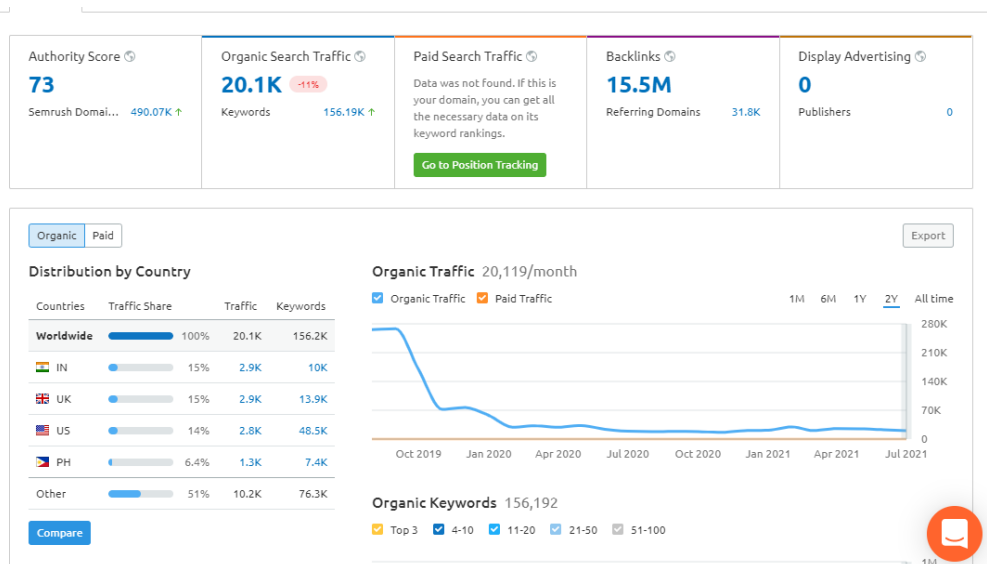 Authority Score
73
Semrush Domai... 490.07K ↑
Organic Search Traffic
20.1K -11%
Keywords 156.19K ↑
Paid Search Traffic
Data was not found. If this is
your domain, you can get all
the necessary data on its
keyword rankings.
Go to Position Tracking
Backlinks
15.5M
Referring Domains 31.8K
Display Advertising
0
Publishers 0
Organic Paid
Export
Distribution by Country
Countries Traffic Share Traffic Keywords
Worldwide 100% 20.1K 156.2K
IN 15% 2.9K 10K
UK 15% 2.9K 13.9K
US 14% 2.8K 48.5K
PH 6.4% 1.3K 7.4K
Other 51% 10.2K 76.3K
Compare
Organic Traffic 20,119/month
Organic Traffic Paid Traffic
1M 6M 1Y 2Y All time
280K
210K
140K
70K
0
Oct 2019 Jan 2020 Apr 2020 Jul 2020 Oct 2020 Jan 2021 Apr 2021 Jul 2021
Organic Keywords 156,192
Top 3 4-10 11-20 21-50 51-100
1M